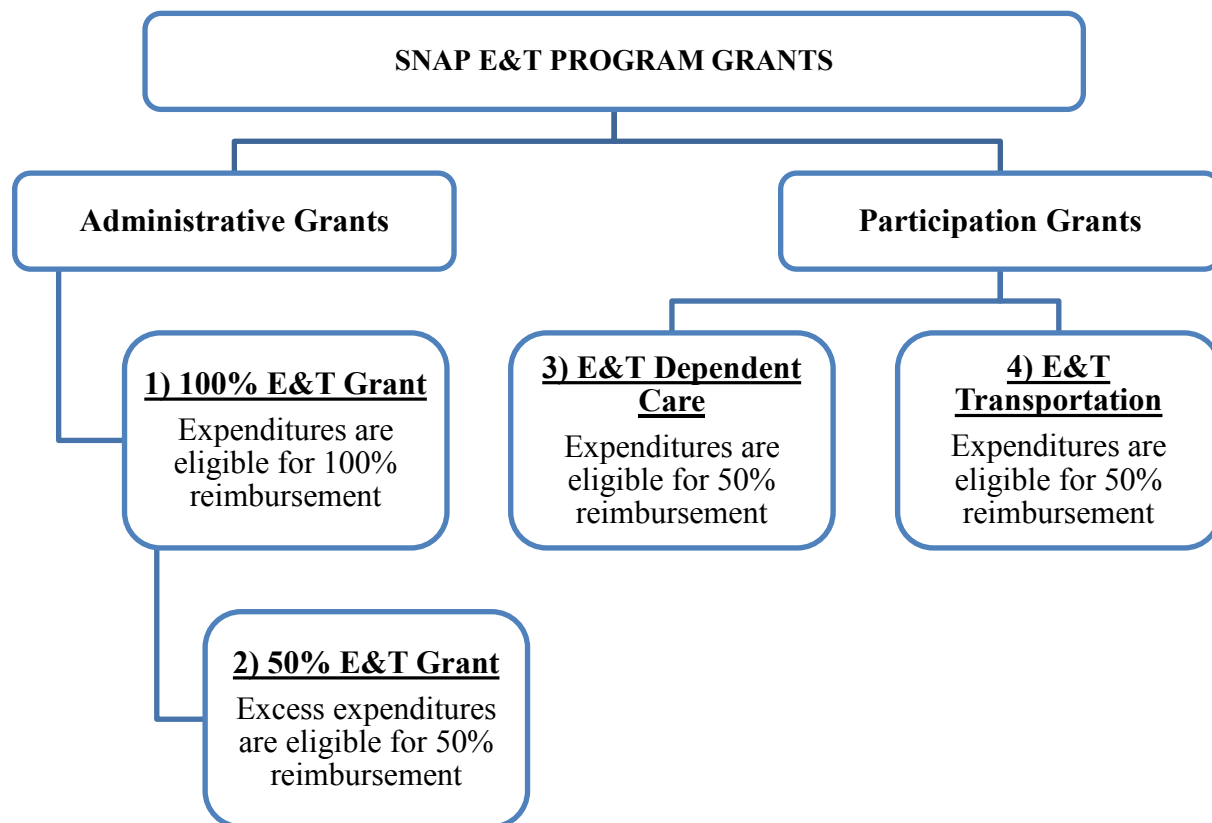 SNAP E&T PROGRAM GRANTS
Administrative Grants
Participation Grants
1) 100% E&T Grant
Expenditures are
eligible for 100%
reimbursement
3) E&T Dependent
Care
Expenditures are
eligible for 50%
reimbursement
4) E&T
Transportation
Expenditures are
eligible for 50%
reimbursement
2) 50% E&T Grant
Excess expenditures
are eligible for 50%
reimbursement